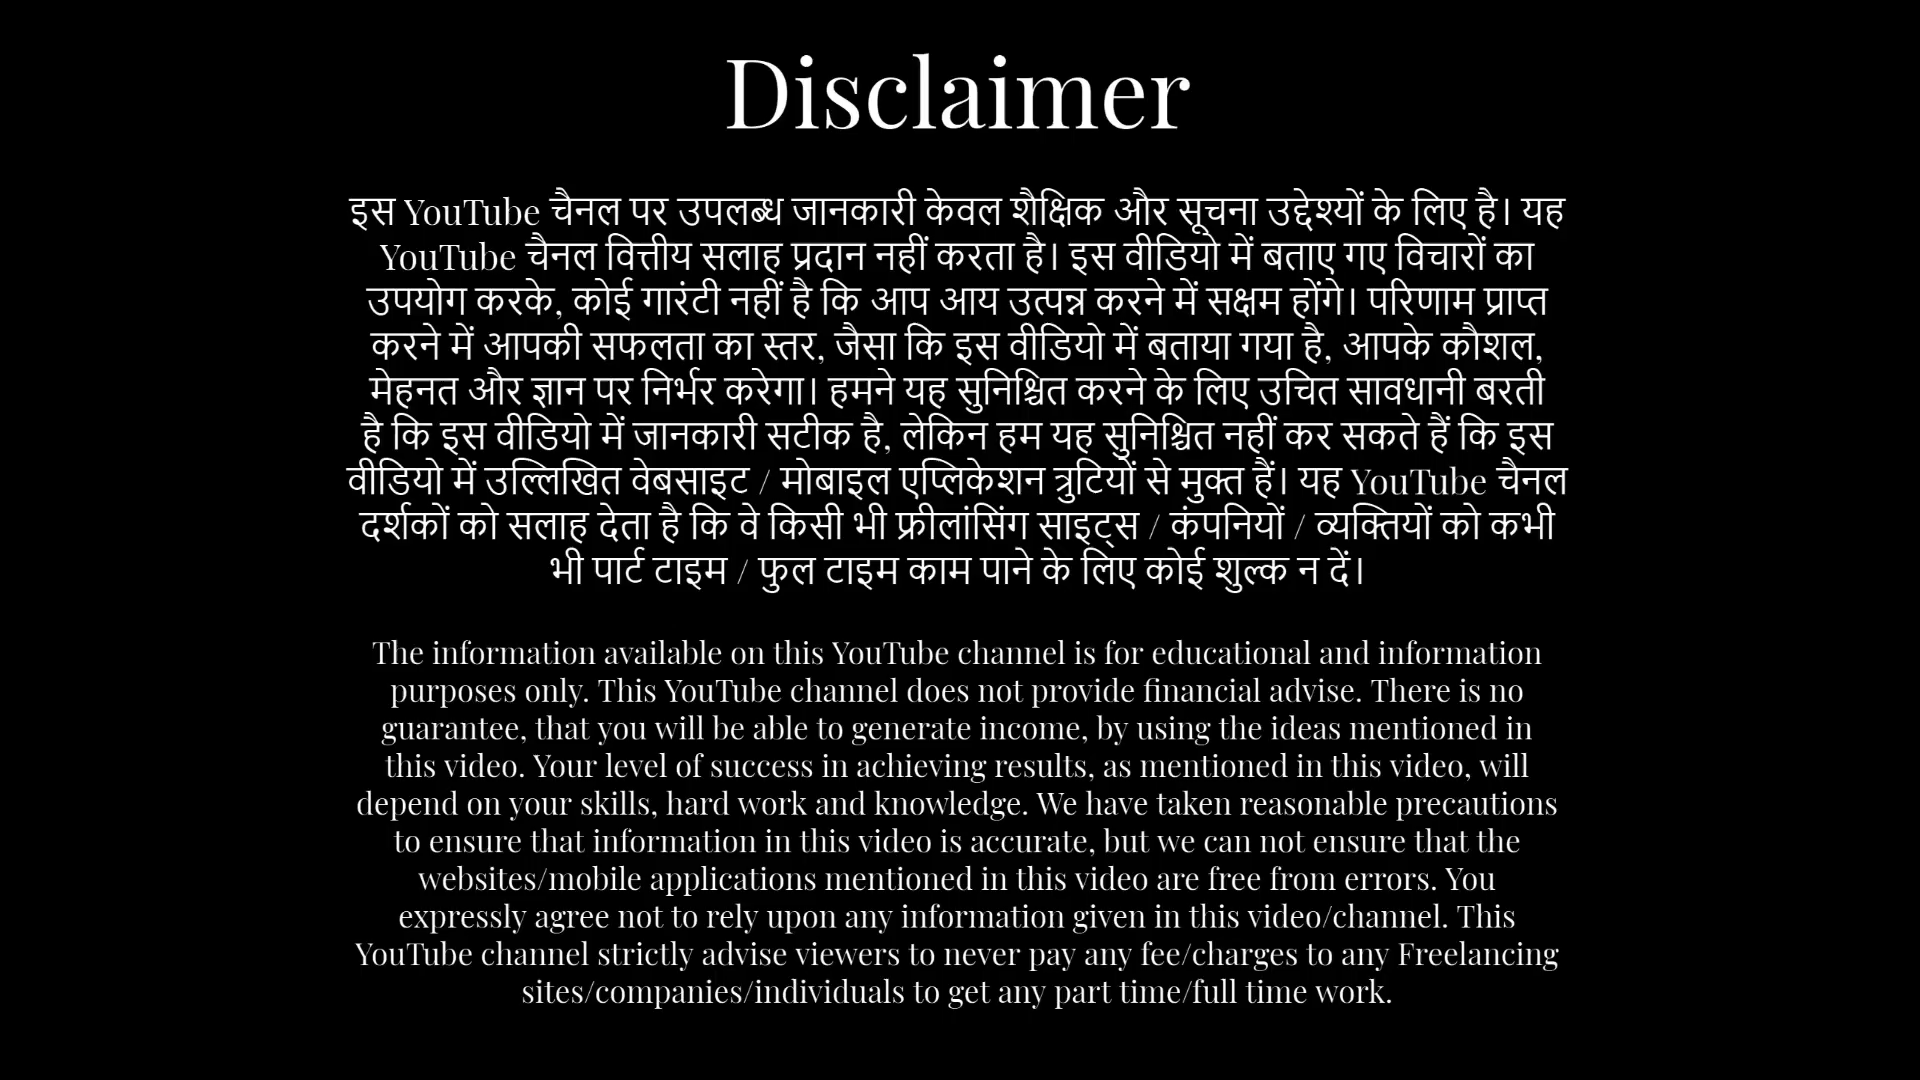 Disclaimer
इस YouTube चैनल पर उपलब्ध जानकारी केवल शैक्षिक और सूचना उद्देश्यों के लिए है। यह
YouTube चैनल वित्तीय सलाह प्रदान नहीं करता है। इस वीडियो में बताए गए विचारों का
उपयोग करके, कोई गारंटी नहीं है कि आप आय उत्पन्न करने में सक्षम होंगे। परिणाम प्राप्त
करने में आपकी सफलता का स्तर, जैसा कि इस वीडियो में बताया गया है, आपके कौशल,
मेहनत और ज्ञान पर निर्भर करेगा। हमने यह सुनिश्चित करने के लिए उचित सावधानी बरती
है कि इस वीडियो में जानकारी सटीक है, लेकिन हम यह सुनिश्चित नहीं कर सकते हैं कि इस
वीडियो में उल्लिखित वेबसाइट / मोबाइल एप्लिकेशन त्रुटियों से मुक्त हैं। यह YouTube चैनल
दर्शकों को सलाह देता है कि वे किसी भी फ्रीलांसिंग साइट्स / कंपनियों / व्यक्तियों को कभी
भी पार्ट टाइम / फुल टाइम काम पाने के लिए कोई शुल्क न दें।
The information available on this YouTube channel is for educational and information
purposes only. This YouTube channel does not provide financial advise. There is no
guarantee, that you will be able to generate income, by using the ideas mentioned in
this video. Your level of success in achieving results, as mentioned in this video, will
depend on your skills, hard work and knowledge. We have taken reasonable precautions
to ensure that information in this video is accurate, but we can not ensure that the
websites/mobile applications mentioned in this video are free from errors. You
expressly agree not to rely upon any information given in this video/channel. This
YouTube channel strictly advise viewers to never pay any fee/charges to any Freelancing
sites/companies/individuals to get any part time/full time work.